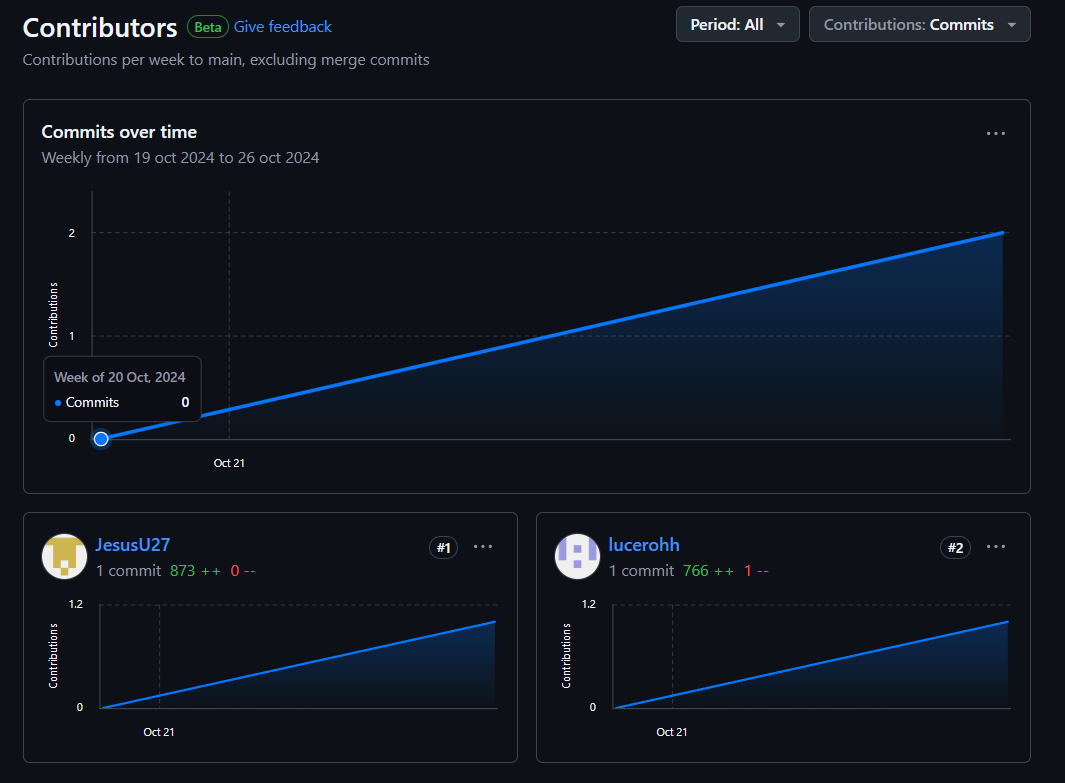 Contributors Beta Give feedback
Period: All
Contributions: Commits
Contributions per week to main, excluding merge commits
Commits over time
Weekly from 19 oct 2024 to 26 oct 2024
2
Contributions
1
Week of 20 Oct, 2024
Commits 0
0
Oct 21
JesusU27
#1
1 commit 873 ++ 0 --
1.2
Contributions
0
Oct 21
lucerohh
#2
1 commit 766 ++ 1 --
1.2
Contributions
0
Oct 21